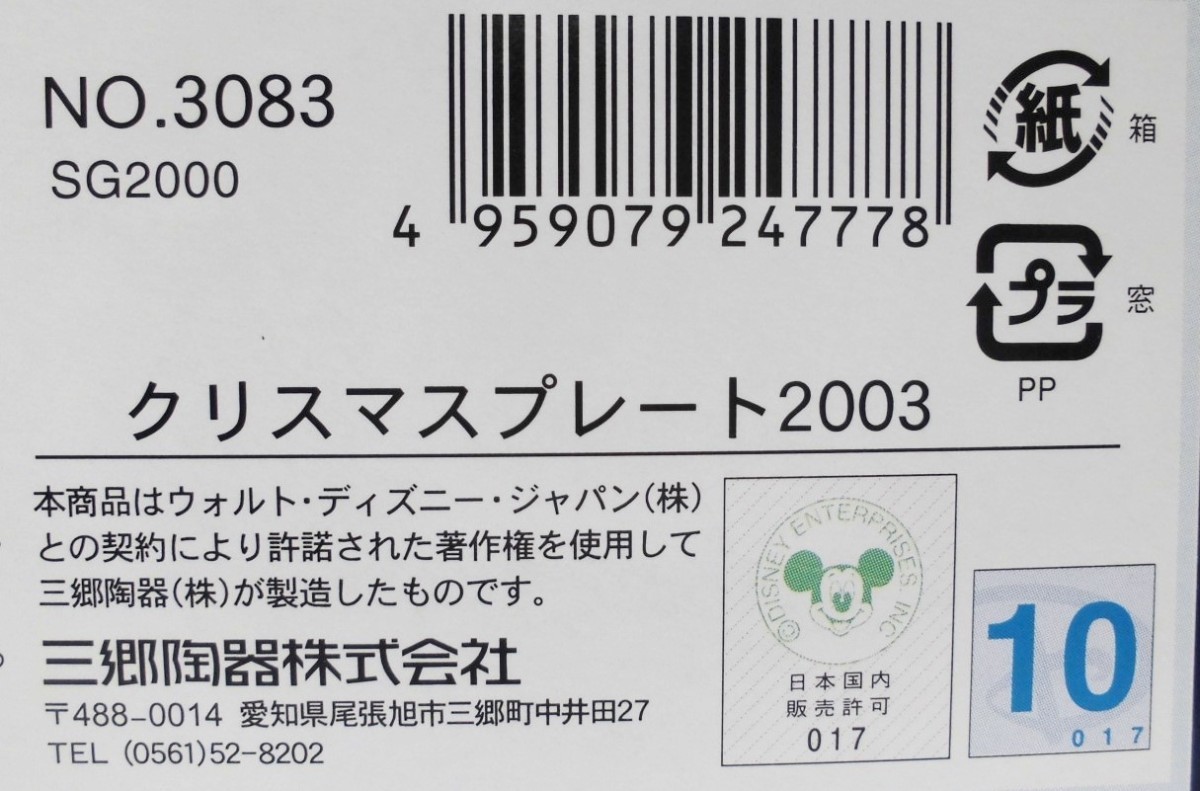 NO.3083
SG2000
4 959079 247778
紙
箱
プラ
窓
PP
クリスマスプレート2003
本商品はウォルト・ディズニー・ジャパン(株)
との契約により許諾された著作権を使用して
三郷陶器(株)が製造したものです。
三郷陶器株式会社
〒488-0014 愛知県尾張旭市三郷町中井田27
TEL (0561)52-8202
©DISNEY ENTERPRISES INC
日本国内
販売許可
017
10
017